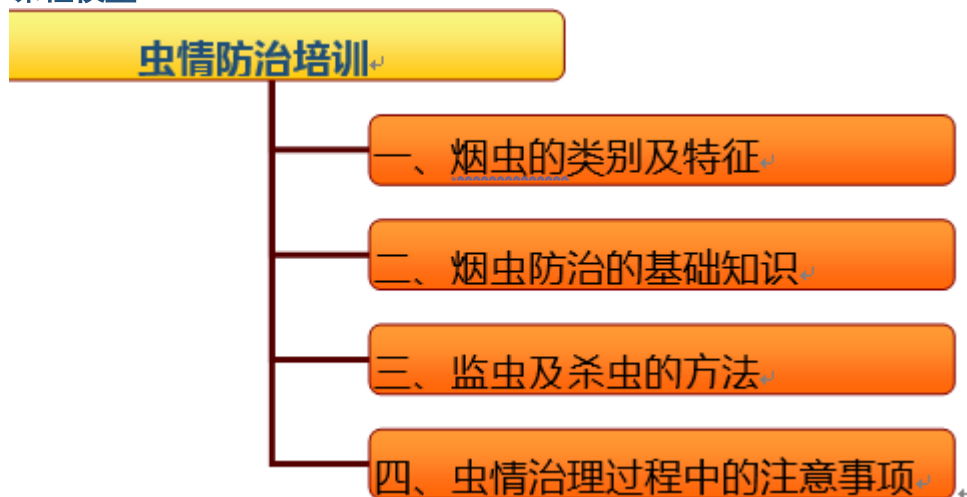 虫情防治培训
一、烟虫的类别及特征
二、烟虫防治的基础知识
三、监虫及杀虫的方法
四、虫情治理过程中的注意事项